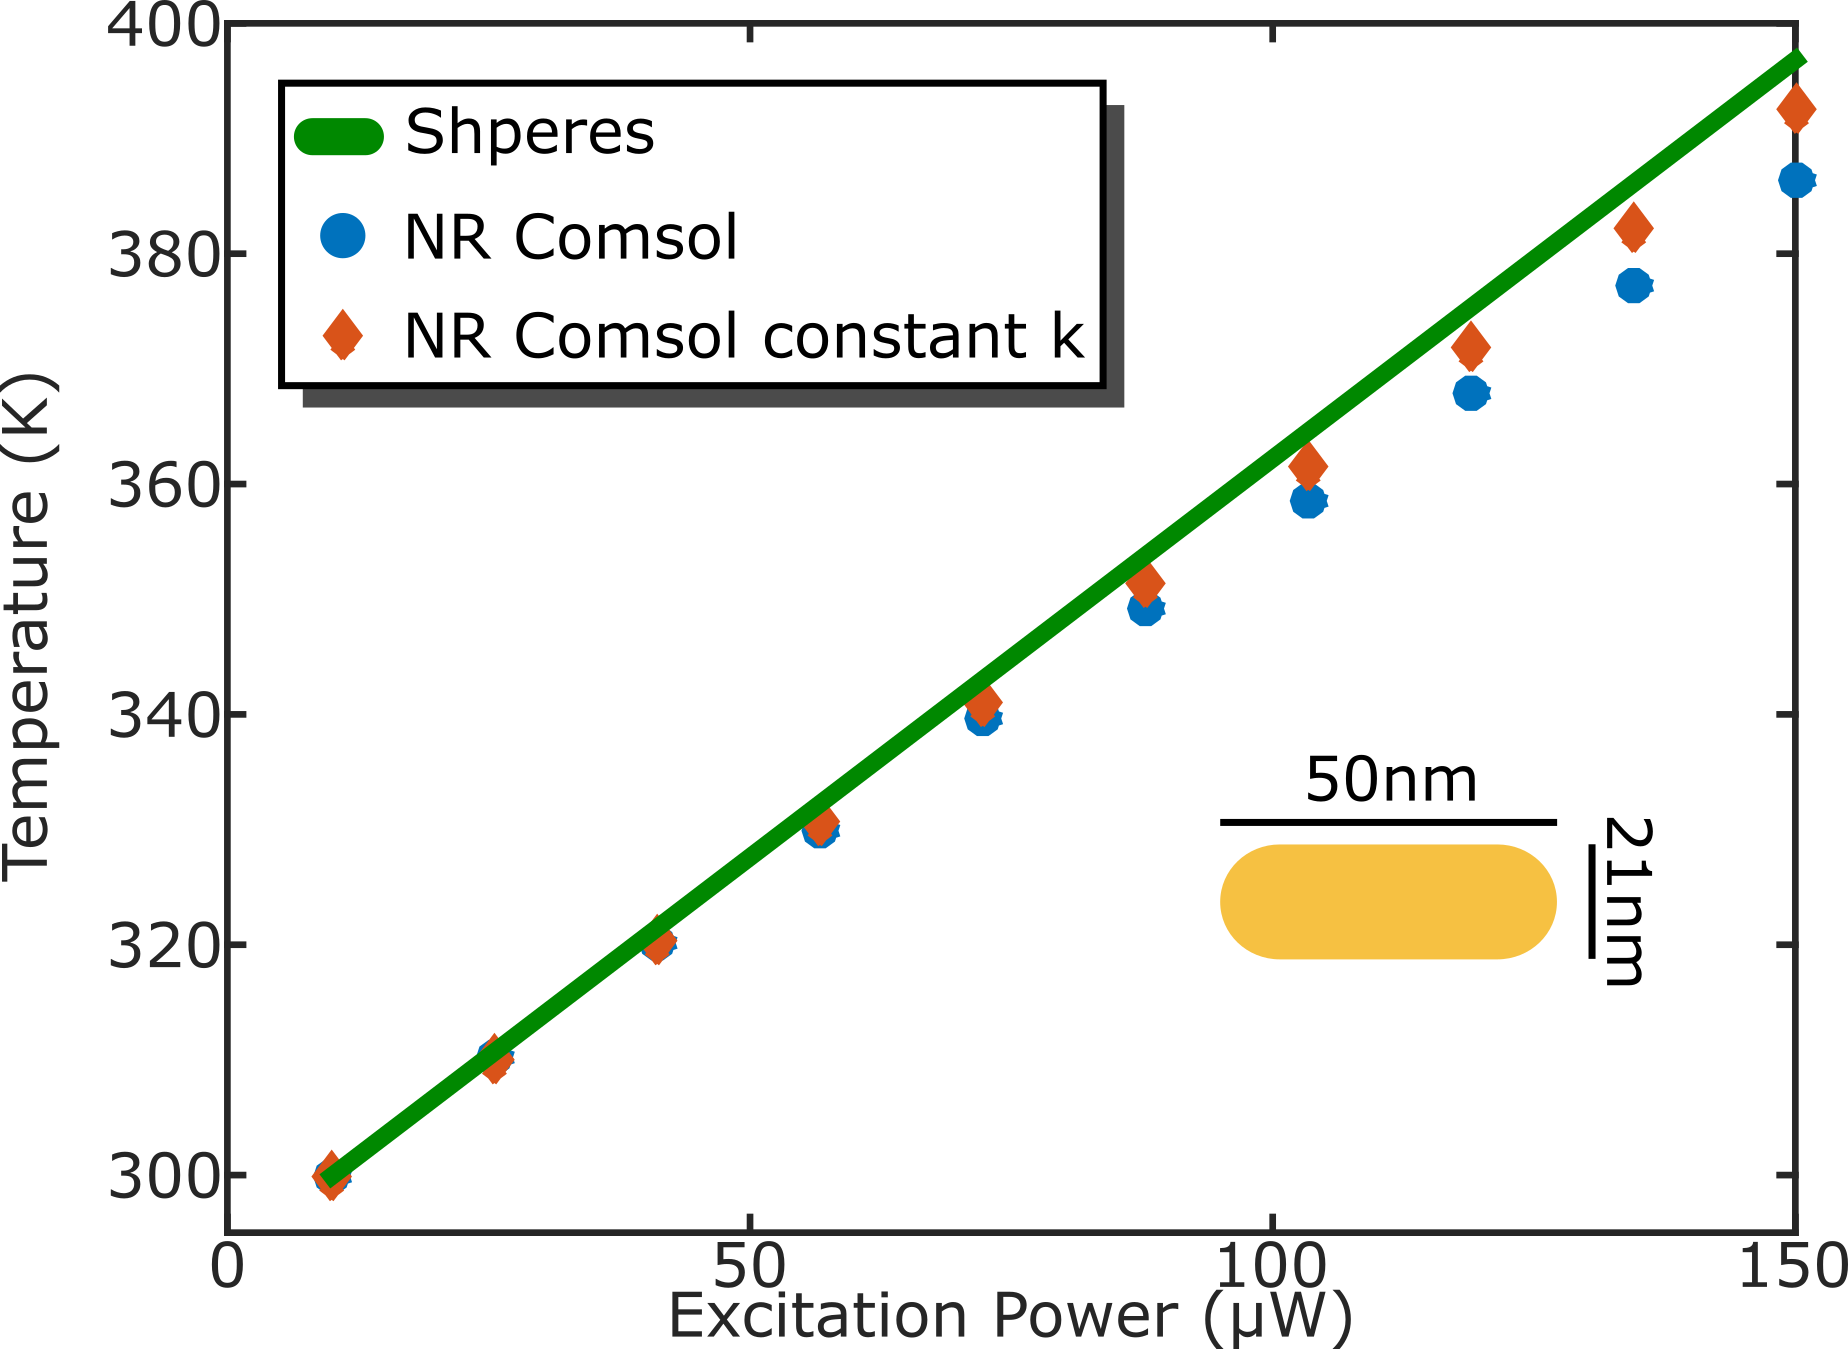 400
380
360
340
320
300
Temperature (K)
Shperes
NR Comsol
NR Comsol constant k
50nm
21nm
0 50 100 150
Excitation Power (µW)